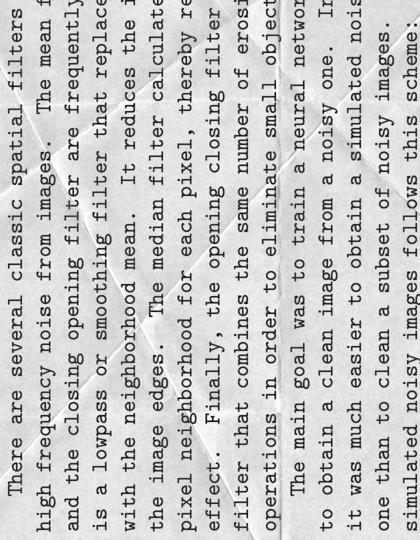 There are several classic spatial filters
high frequency noise from images. The mean
and the closing opening filter are frequently
is a lowpass or smoothing filter that replace
with the neighborhood mean. It reduces the
the image edges. The median filter calculate
pixel neighborhood for each pixel, thereby re
effect. Finally, the opening closing filter
filter that combines the same number of erosi
operations in order to eliminate small object
The main goal was to train a neural networ
to obtain a clean image from a noisy one. In
it was much easier to obtain a simulated nois
one than to clean a subset of noisy images.
simulated noisy images follows this scheme: